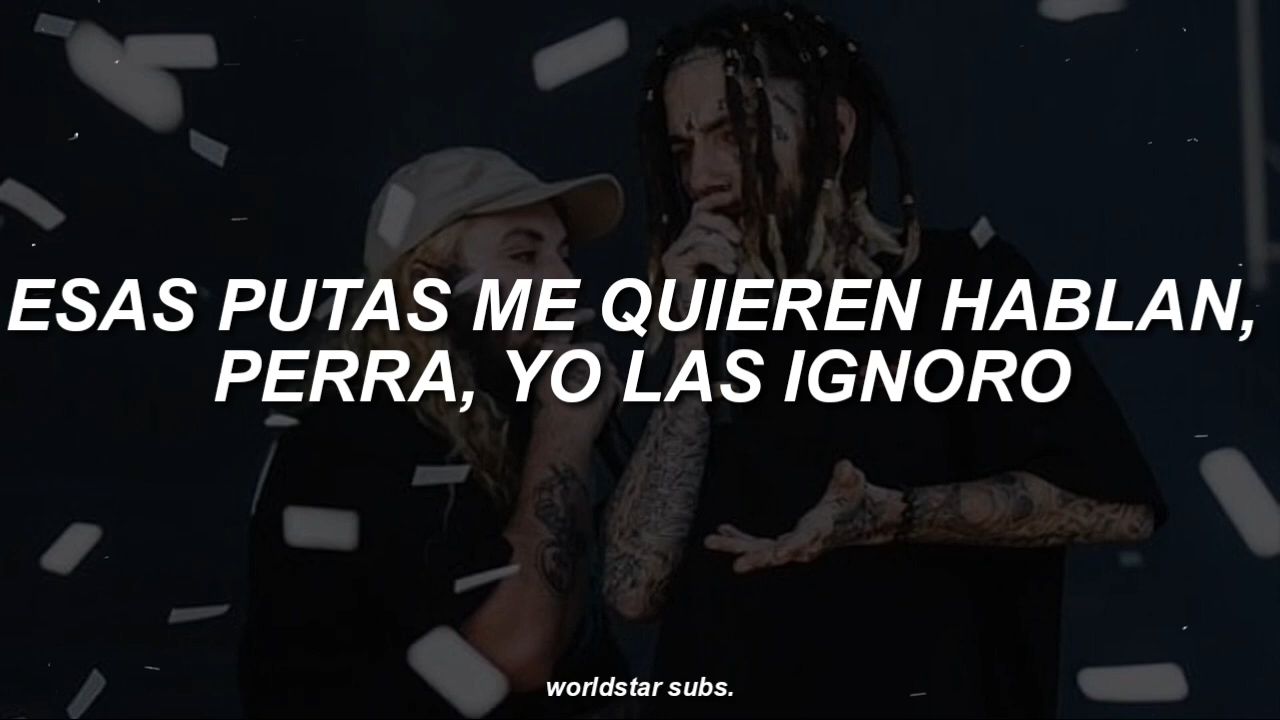 ESAS PUTAS ME QUIEREN HABLAN,
PERRA, YO LAS IGNORO
worldstar subs.